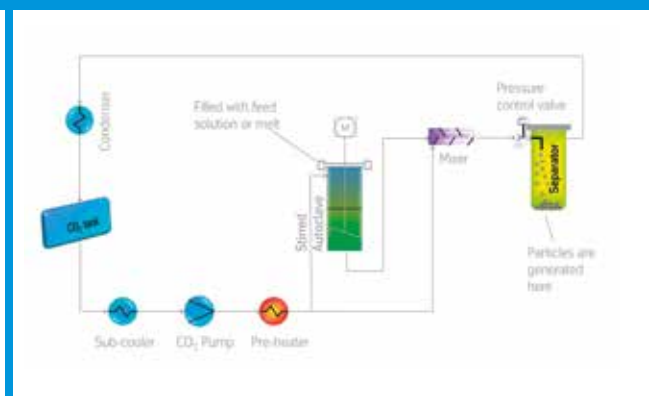 Pressure
control valve
Filled with feed
solution or melt
M
Condenser
Mixer
Separator
CO₂ tank
Stirred
Autoclave
Particles are
generated
here
Sub-cooler
CO₂ Pump
Pre-heater